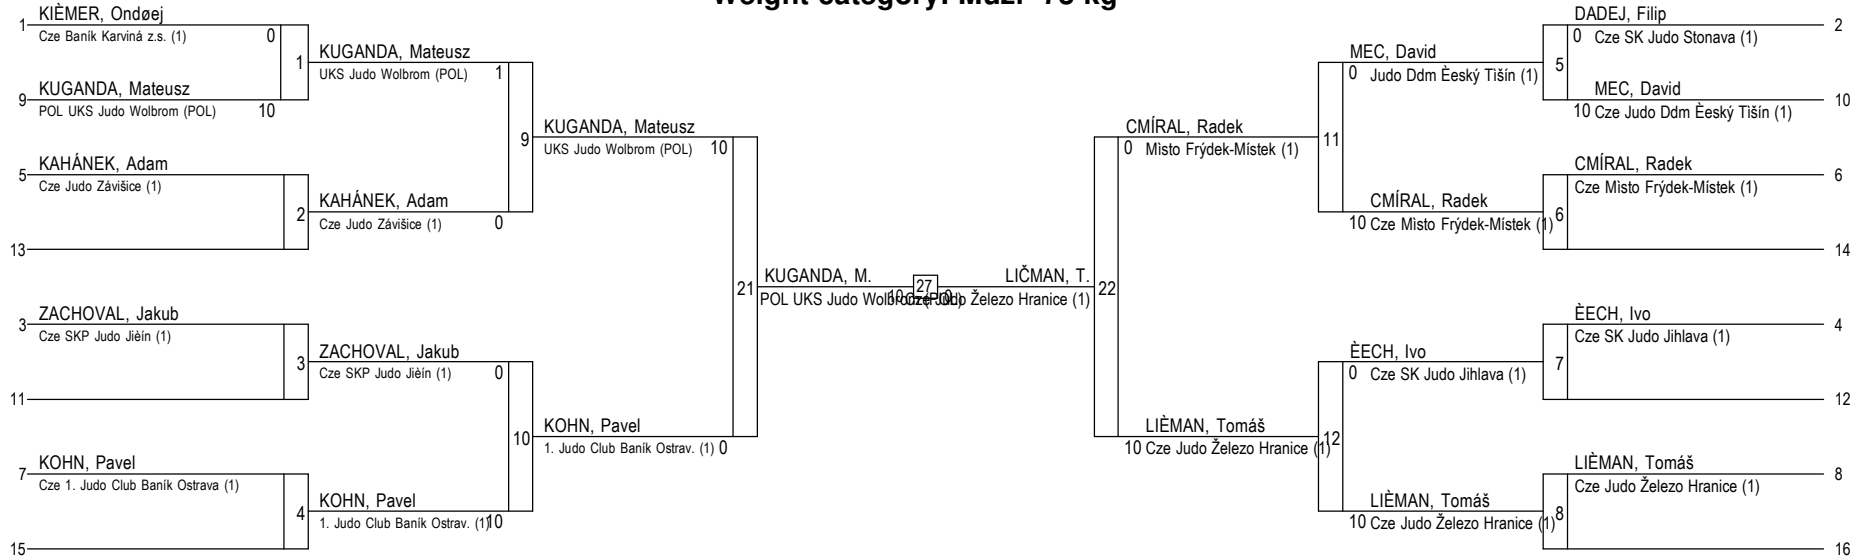 Weight category: Muži -73 kg
1
KIÈMER, Ondøej
Cze Baník Karviná z.s. (1)
0
1
9
KUGANDA, Mateusz
POL UKS Judo Wolbrom (POL)
10
KUGANDA, Mateusz
UKS Judo Wolbrom (POL)
1
5
KAHÁNEK, Adam
Cze Judo Závišice (1)
2
13
KAHÁNEK, Adam
Cze Judo Závišice (1)
0
9
KUGANDA, Mateusz
UKS Judo Wolbrom (POL)
10
3
ZACHOVAL, Jakub
Cze SKP Judo Jièín (1)
3
11
ZACHOVAL, Jakub
Cze SKP Judo Jièín (1)
0
7
KOHN, Pavel
Cze 1. Judo Club Baník Ostrava (1)
4
15
KOHN, Pavel
1. Judo Club Baník Ostrav. (1)
10
10
KOHN, Pavel
1. Judo Club Baník Ostrav. (1)
0
21
KUGANDA, M.
POL UKS Judo Wolbrom (POL)
10
27
LIČMAN, T.
0
Cze Judo Železo Hranice (1)
22
CMÍRAL, Radek
0
Misto Frýdek-Místek (1)
11
MEC, David
0
Judo Ddm Èeský Tìšín (1)
5
DADEJ, Filip
0
Cze SK Judo Stonava (1)
2
MEC, David
10
Cze Judo Ddm Èeský Tìšín (1)
10
CMÍRAL, Radek
10
Cze Mìsto Frýdek-Místek (1)
6
CMÍRAL, Radek
Cze Mìsto Frýdek-Místek (1)
6
14
LIÈMAN, Tomáš
10
Cze Judo Železo Hranice (1)
12
ÈECH, Ivo
0
Cze SK Judo Jihlava (1)
7
ÈECH, Ivo
Cze SK Judo Jihlava (1)
4
12
LIÈMAN, Tomáš
10
Cze Judo Železo Hranice (1)
8
LIÈMAN, Tomáš
Cze Judo Železo Hranice (1)
8
16